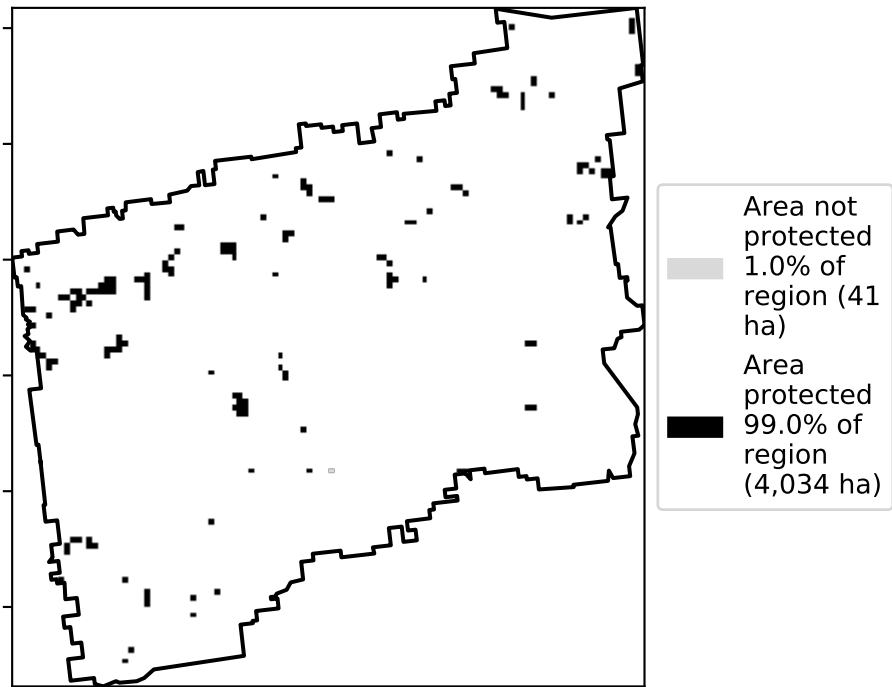 Area not
protected
1.0% of
region (41
ha)
Area
protected
99.0% of
region
(4,034 ha)